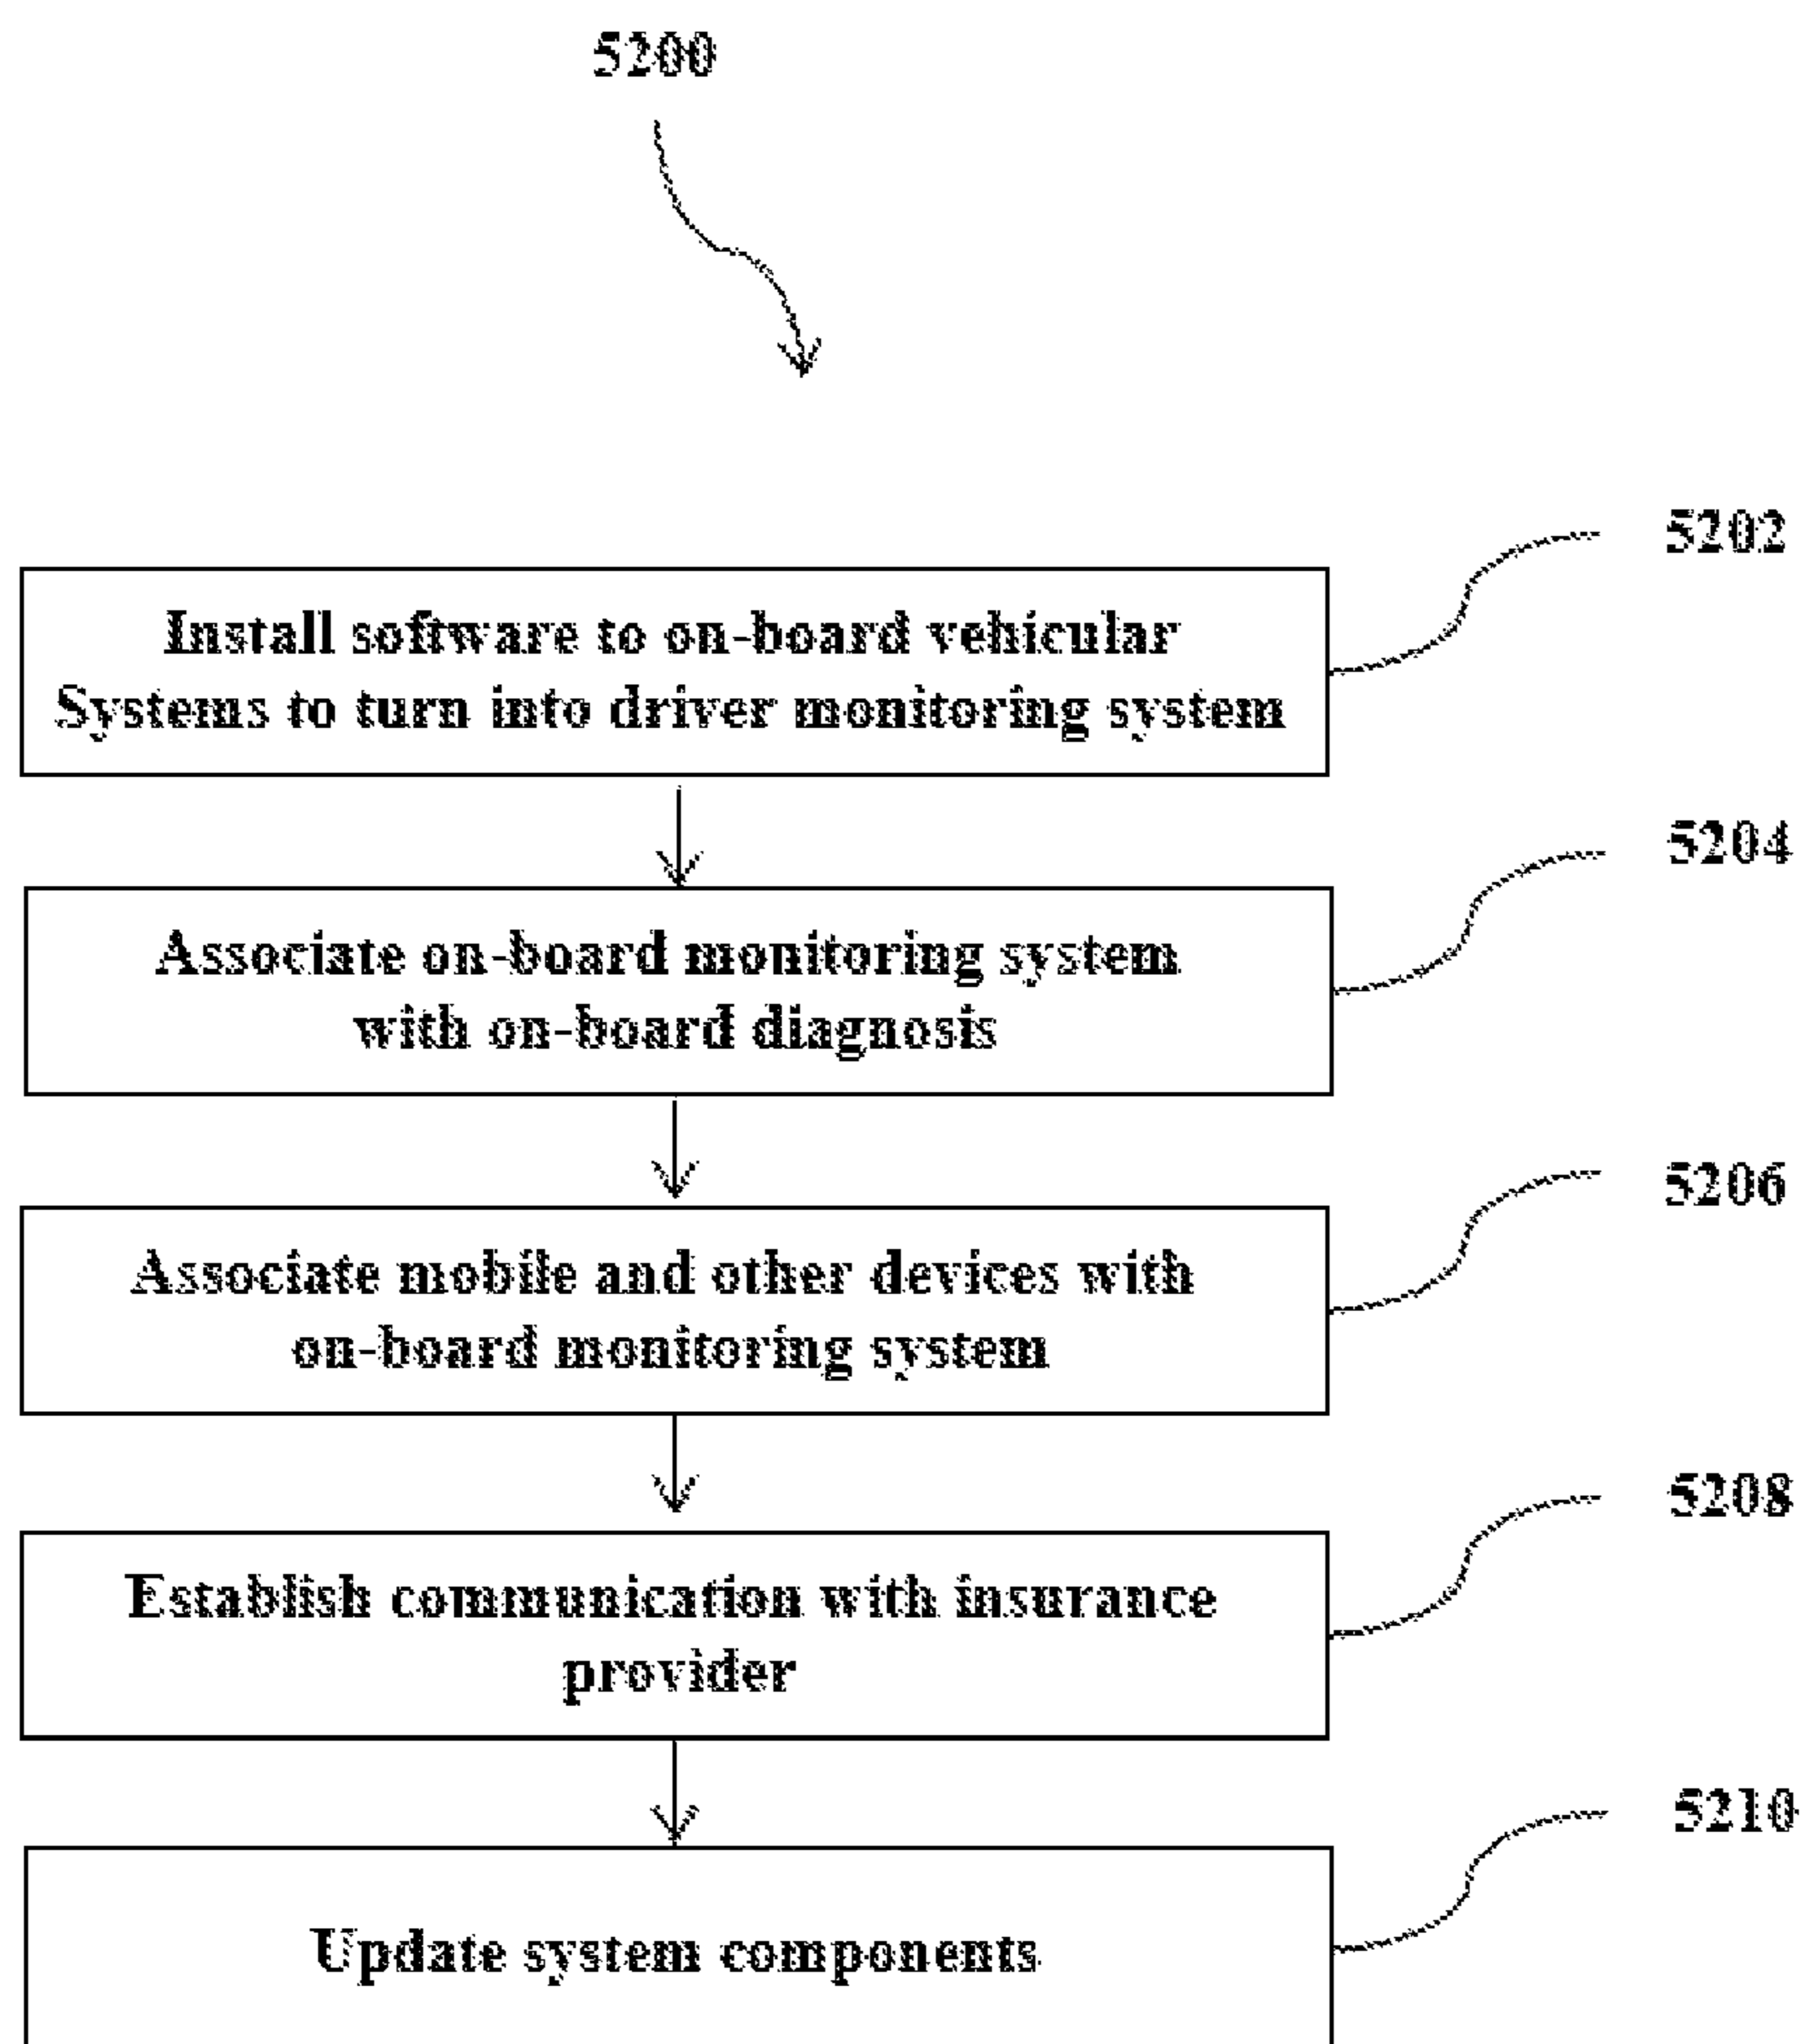 5200
5202
Install software to on-board vehicular
Systems to turn into driver monitoring system
5204
Associate on-board monitoring system
with on-board diagnosis
5206
Associate mobile and other devices with
on-board monitoring system
5208
Establish communication with insurance
provider
5210
Update system components